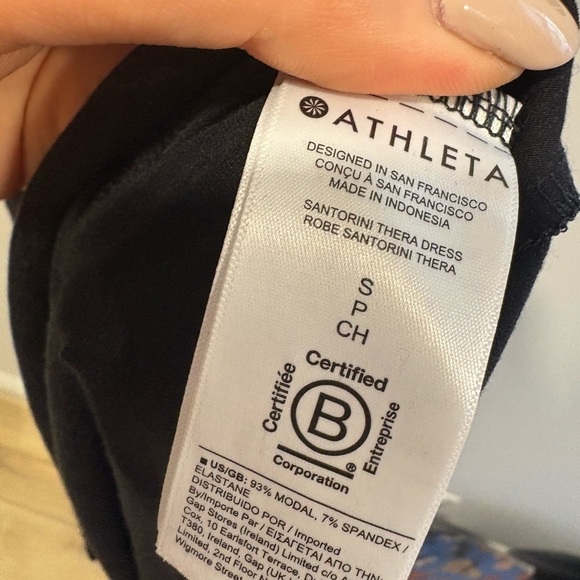 ATHLETA
DESIGNED IN SAN FRANCISCO
CONÇU À SAN FRANCISCO
MADE IN INDONESIA
SANTORINI THERA DRESS
ROBE SANTORINI THERA
S
P
CH
Certified
Certifiée
B
Entreprise
Corporation
®
■ US/GB: 93% MODAL, 7% SPANDEX/
ELASTANE
DISTRIBUIDO POR / Imported
By/Importe Par / ΕΙΣΑΓΕΤΑΙ ΑΠΟ ΤΗΝ:
Gap Stores (Ireland) Limited c/o
Cox, 10 Earlsfort Terrace,
T380, Ireland, Gap (UK
Limited, 2nd Floor
Wigmore Street